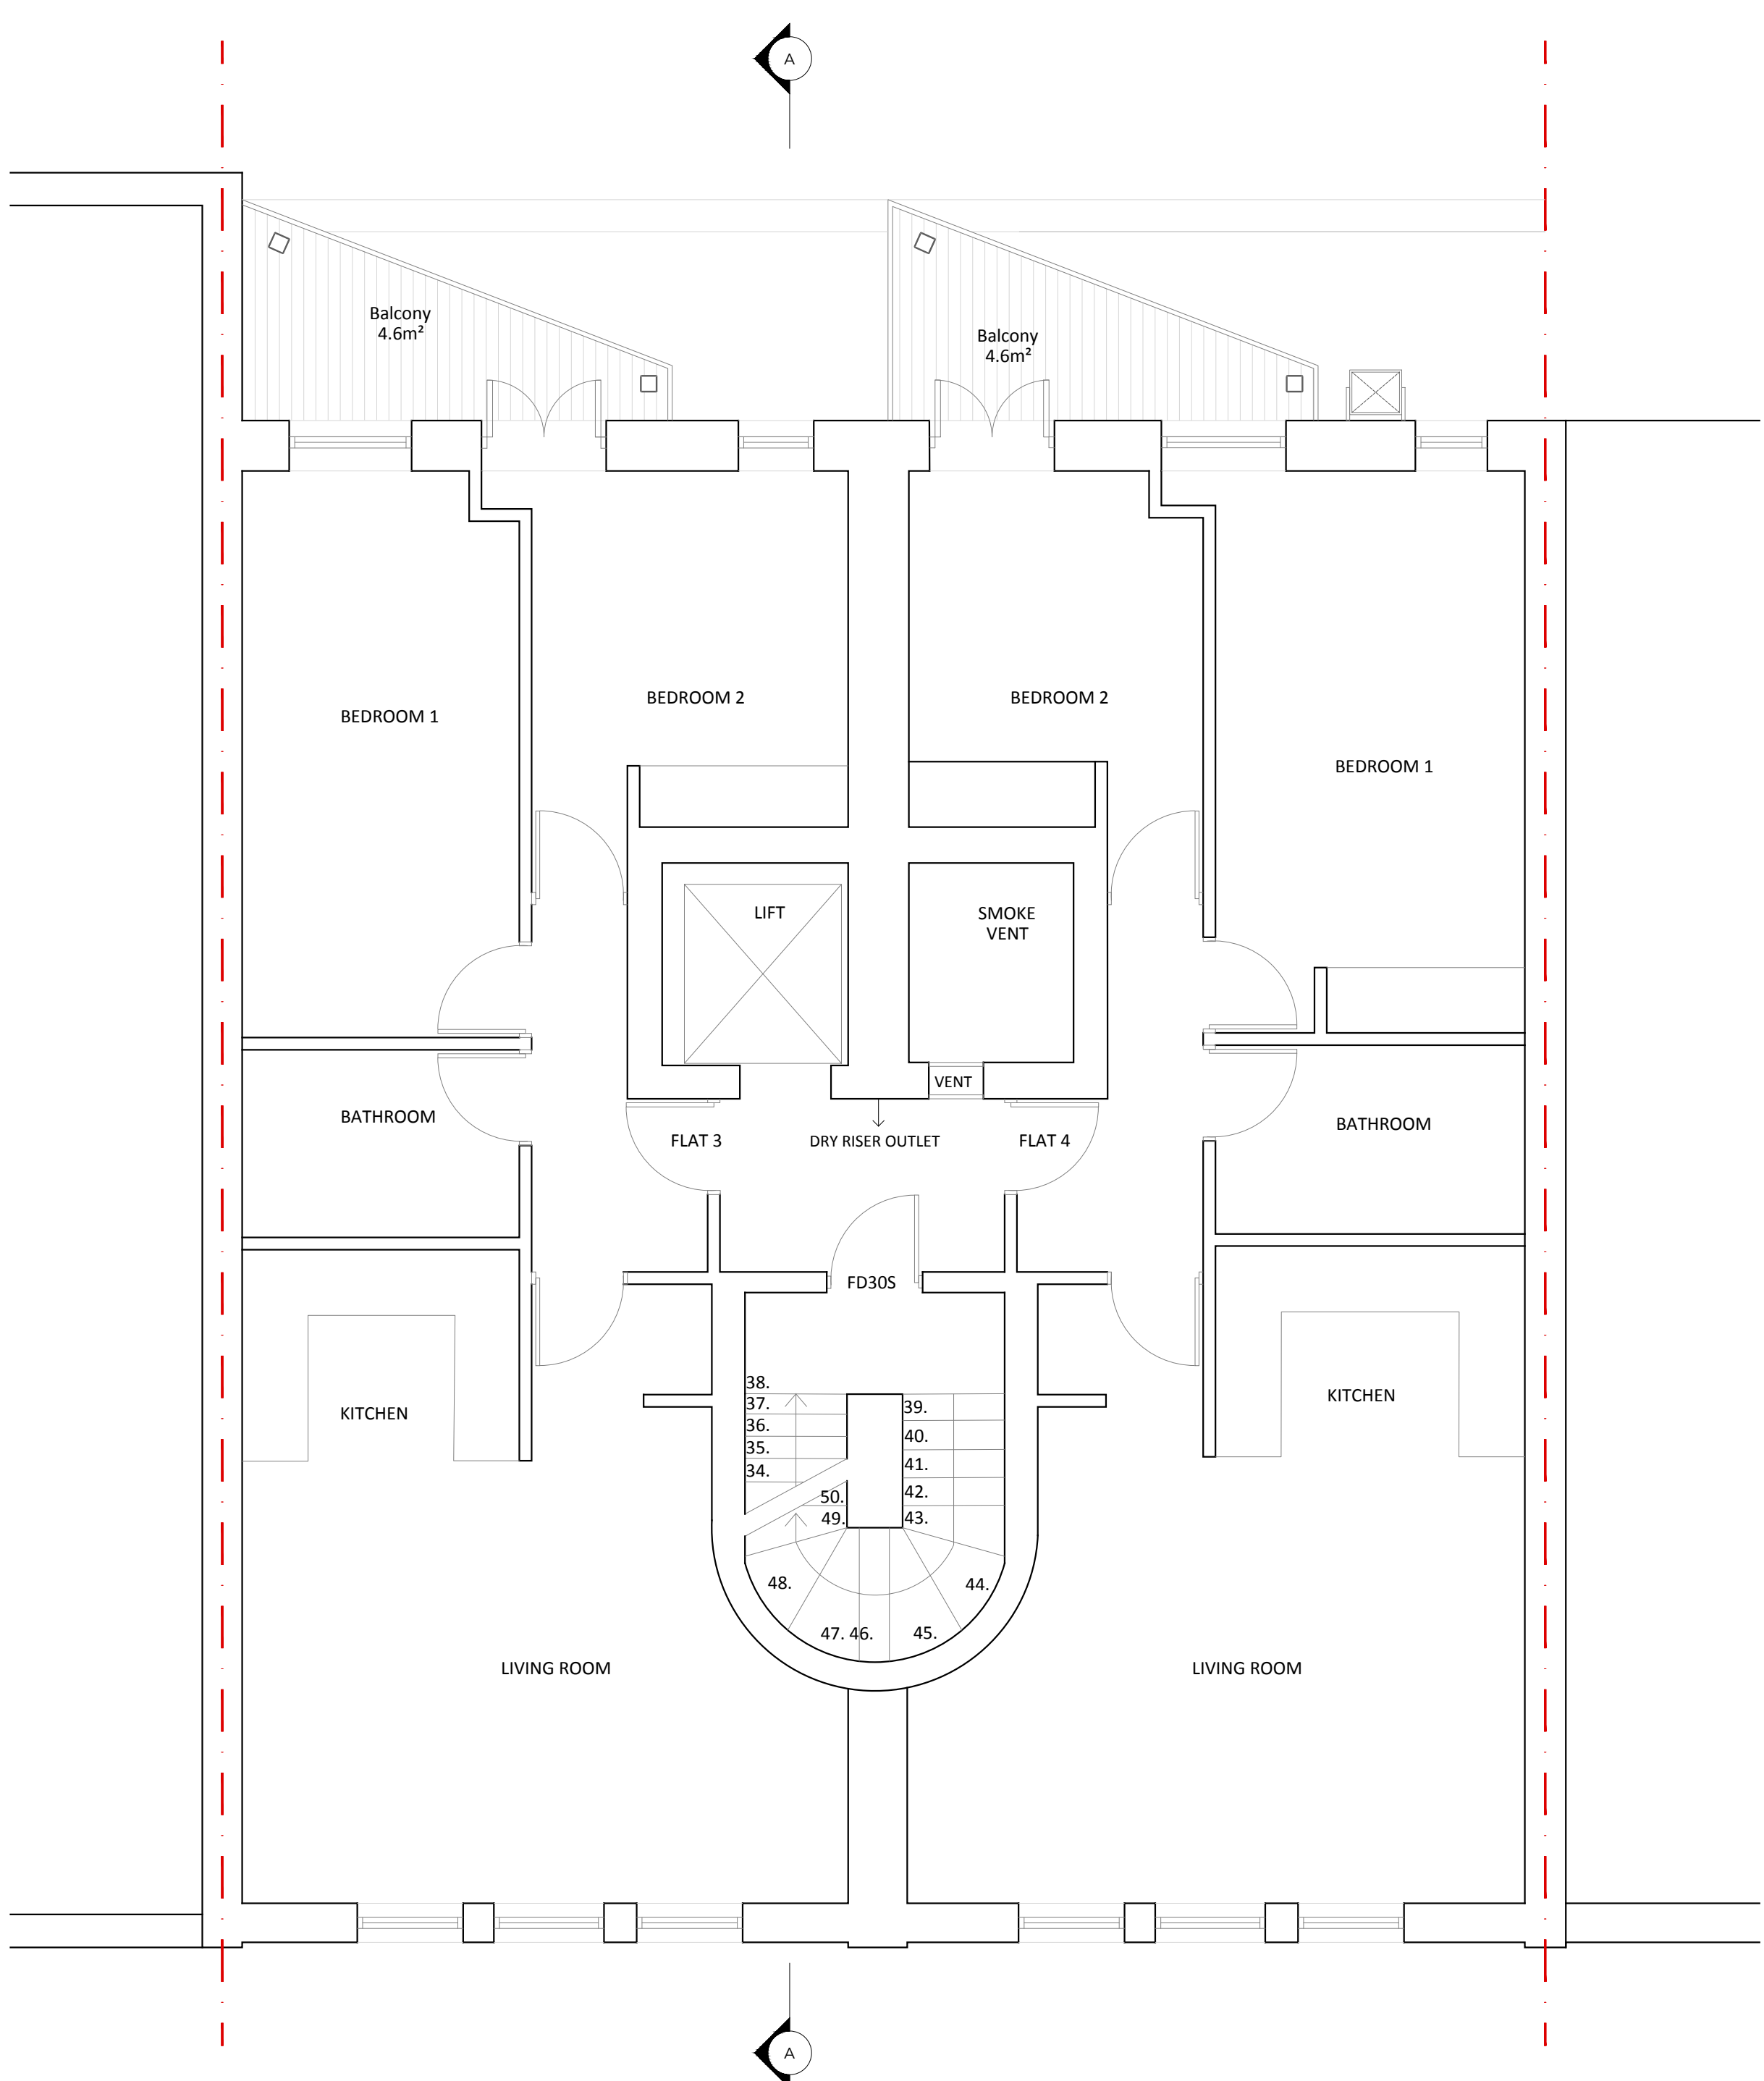 A
Balcony
4.6m²
Balcony
4.6m²
BEDROOM 2
BEDROOM 2
BEDROOM 1
BEDROOM 1
LIFT
SMOKE
VENT
VENT
BATHROOM
FLAT 3
DRY RISER OUTLET
FLAT 4
BATHROOM
FD30S
38.
37.
36.
35.
34.
39.
40.
41.
42.
43.
50.
49.
48.
47. 46.
45.
44.
KITCHEN
KITCHEN
LIVING ROOM
LIVING ROOM
A